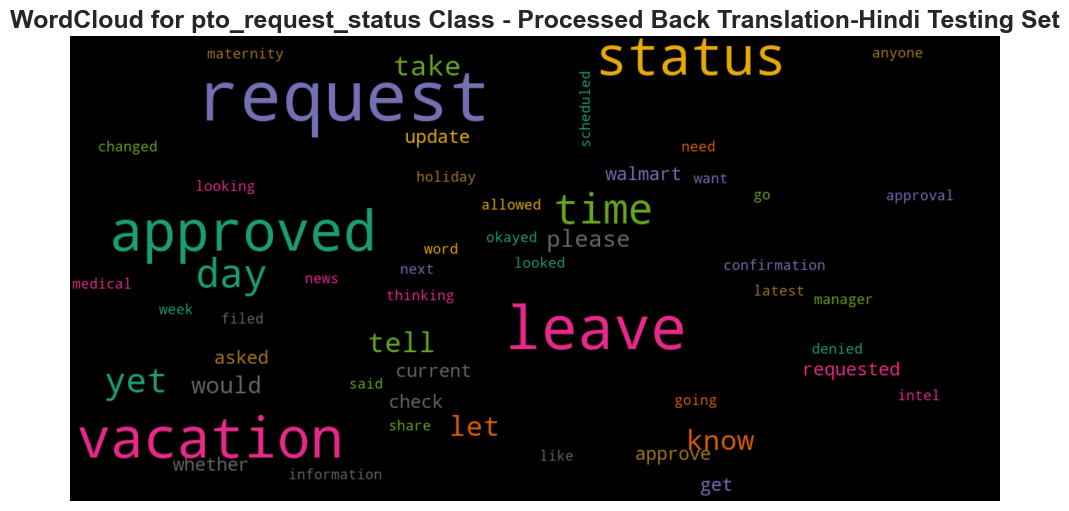 WordCloud for pto_request_status Class - Processed Back Translation-Hindi Testing Set
maternity
take
status
anyone
request
scheduled
update
changed
need
looking
holiday
walmart
want
go
approval
allowed
time
approved
okayed
please
word
day
news
next
looked
confirmation
medical
thinking
latest
manager
week
filed
leave
tell
denied
asked
current
requested
yet
would
said
check
going
intel
vacation
share
let
know
whether
information
like
approve
get